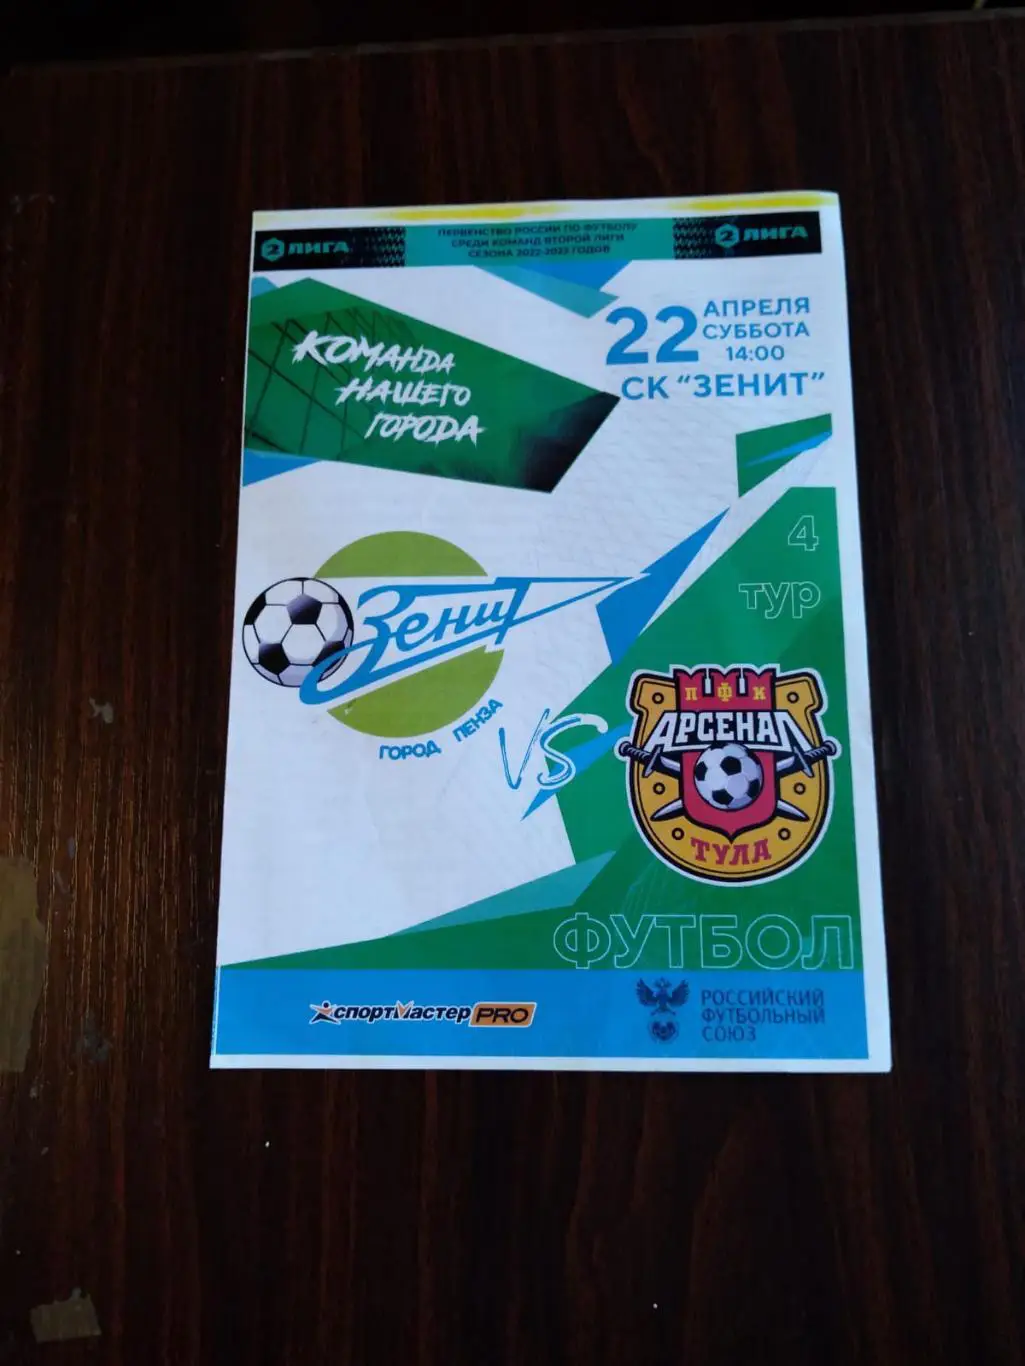 2 ЛИГА
ПЕРВЕНСТВО РОССИИ ПО ФУТБОЛУ
СРЕДИ КОМАНД ВТОРОЙ ЛИГИ
СЕЗОНА 2022-2023 ГОДОВ
2 ЛИГА
КОМАНДА
НАШЕГО
ГОРОДА
22 АПРЕЛЯ
СУББОТА
14:00
СК "ЗЕНИТ"
4
тур
Зенит
ГОРОД ПЕНЗА
VS
ПФК
АРСЕНАЛ
ТУЛА
ФУТБОЛ
СПОРТМАСТЕР PRO
РОССИЙСКИЙ
ФУТБОЛЬНЫЙ
СОЮЗ